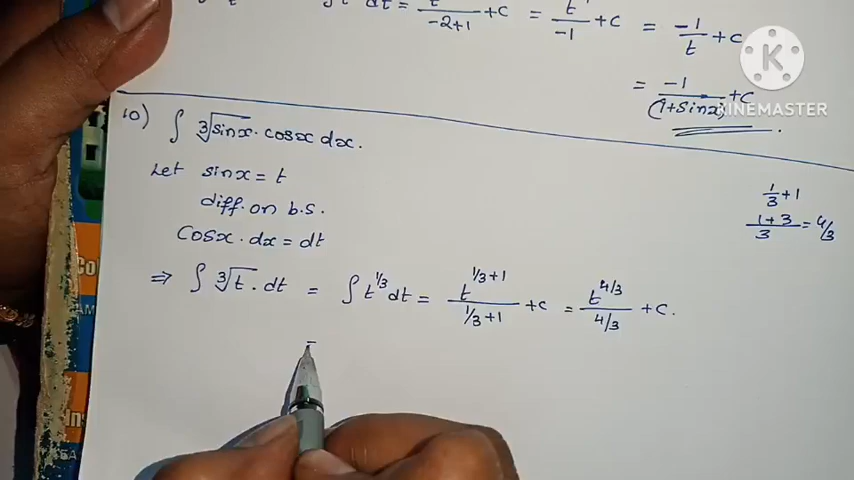 dt = /-2+1 + c = /-1 + c = -1/t + c
= -1/(1+sinx) + c
KINEMASTER
10) ∫ ∛sinx. cosx dx.
Let sinx = t
diff. on b.s.
cosx. dx = dt
⇒ ∫ ∛t. dt = ∫ t^1/3 dt = t^1/3+1 / 1/3+1 + c = t^4/3 / 4/3 + c.
=
1/3 + 1
1+3/3 = 4/3